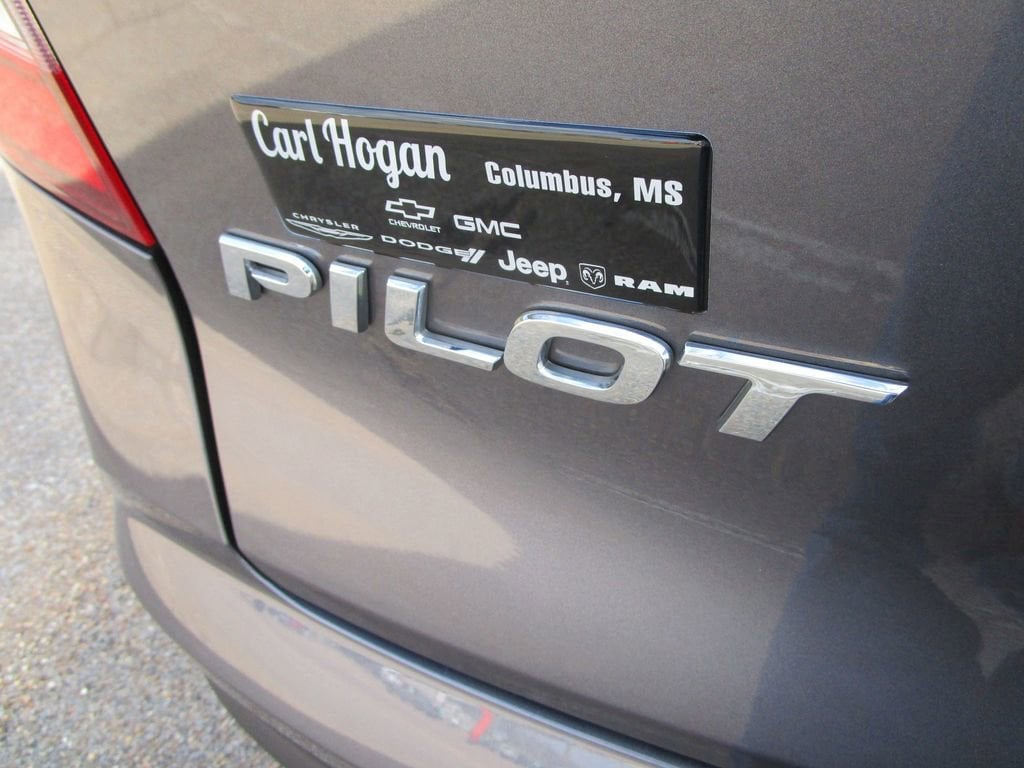 Carl Hogan Columbus, MS
CHEVROLET GMC
CHRYSLER DODGE Jeep RAM
PILOT